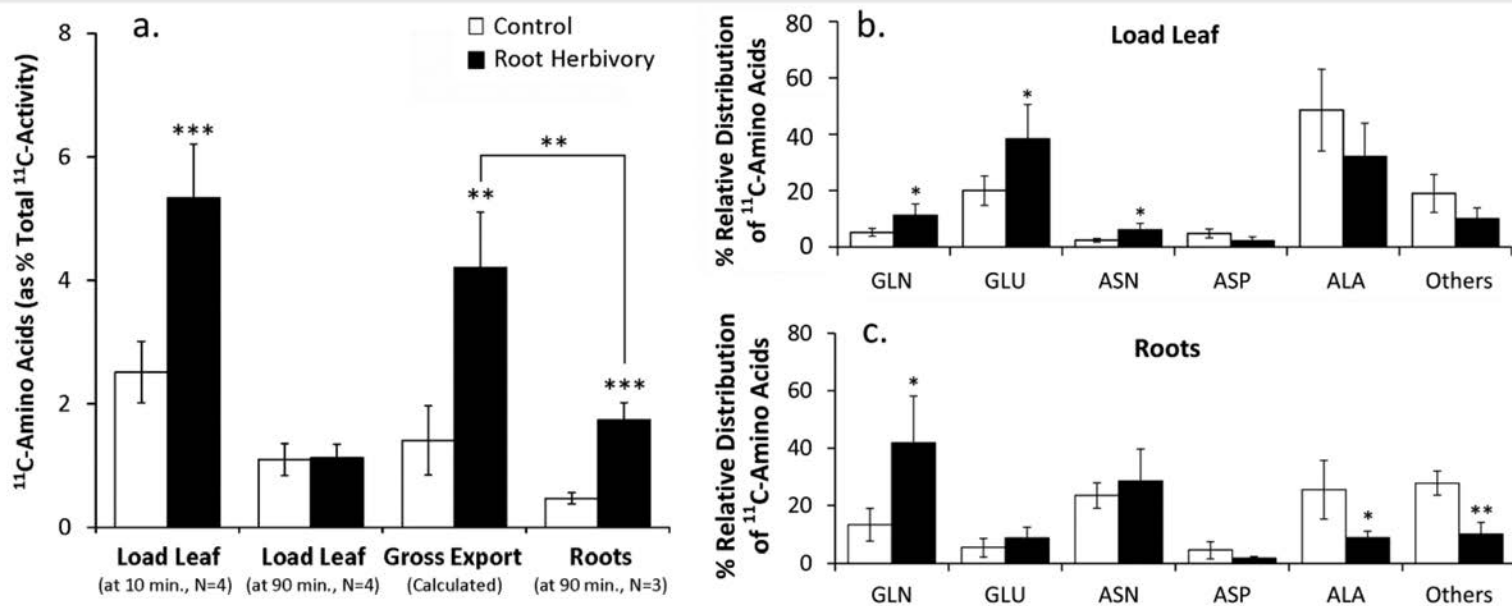 a.
Control
Root Herbivory
¹¹C-Amino Acids (as % Total ¹¹C-Activity)
8
6
4
2
0
***
**
**
***
Load Leaf
(at 10 min., N=4)
Load Leaf
(at 90 min., N=4)
Gross Export
(Calculated)
Roots
(at 90 min., N=3)
b.
Load Leaf
% Relative Distribution
of ¹¹C-Amino Acids
80
60
40
20
0
*
*
*
GLN GLU ASN ASP ALA Others
c.
Roots
% Relative Distribution
of ¹¹C-Amino Acids
80
60
40
20
0
*
*
**
GLN GLU ASN ASP ALA Others